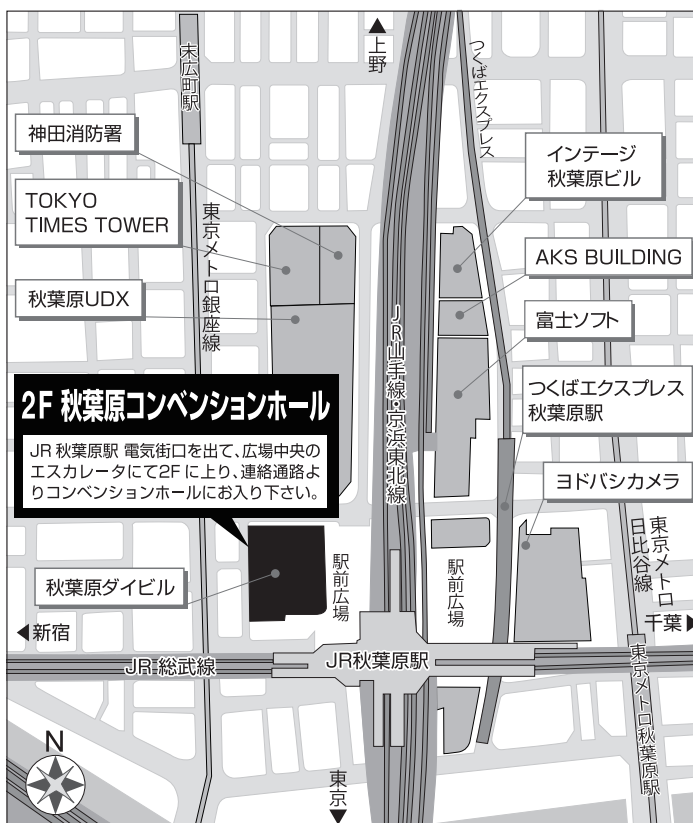 上野
末広町駅
つくばエクスプレス
神田消防署
インテージ
秋葉原ビル
TOKYO
TIMES TOWER
東京メトロ銀座線
AKS BUILDING
秋葉原UDX
JR山手線・京浜東北線
富士ソフト
つくばエクスプレス
秋葉原駅
2F 秋葉原コンベンションホール
JR 秋葉原駅 電気街口を出て、広場中央の
エスカレータにて2F に上り、連絡通路よ
りコンベンションホールにお入り下さい。
ヨドバシカメラ
東京メトロ
日比谷線
駅前広場
駅前広場
秋葉原ダイビル
新宿
千葉
JR 総武線
JR秋葉原駅
東京メトロ秋葉原駅
N
東京